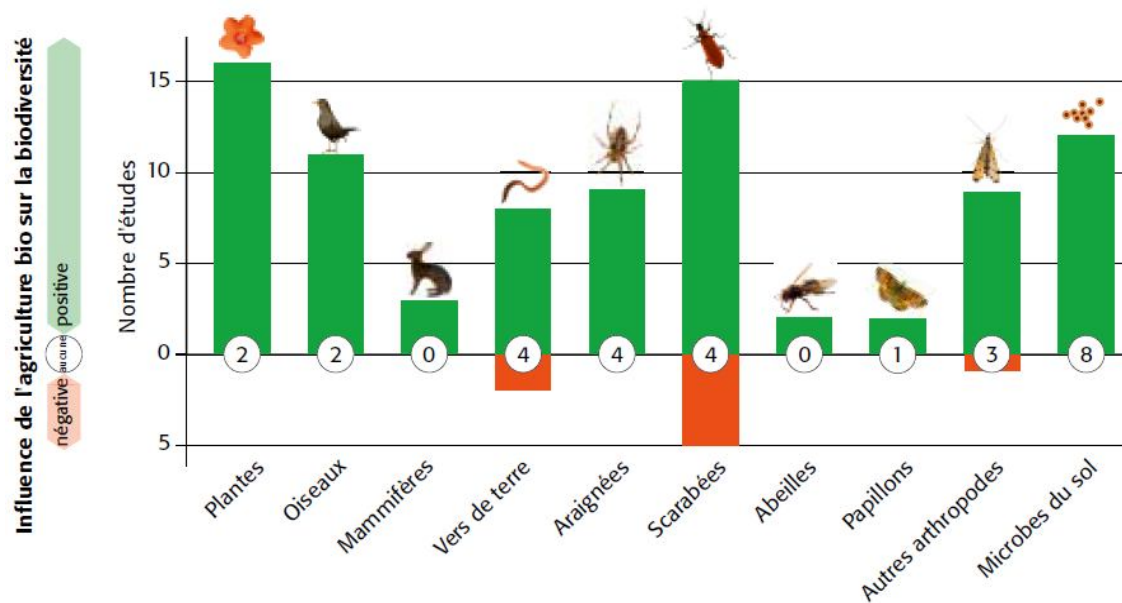 Influence de l'agriculture bio sur la biodiversité
positive
aucune
négative
Nombre d'études
15
10
5
0
5
2
2
0
4
4
4
0
1
3
8
Plantes
Oiseaux
Mammifères
Vers de terre
Araignées
Scarabées
Abeilles
Papillons
Autres arthropodes
Microbes du sol